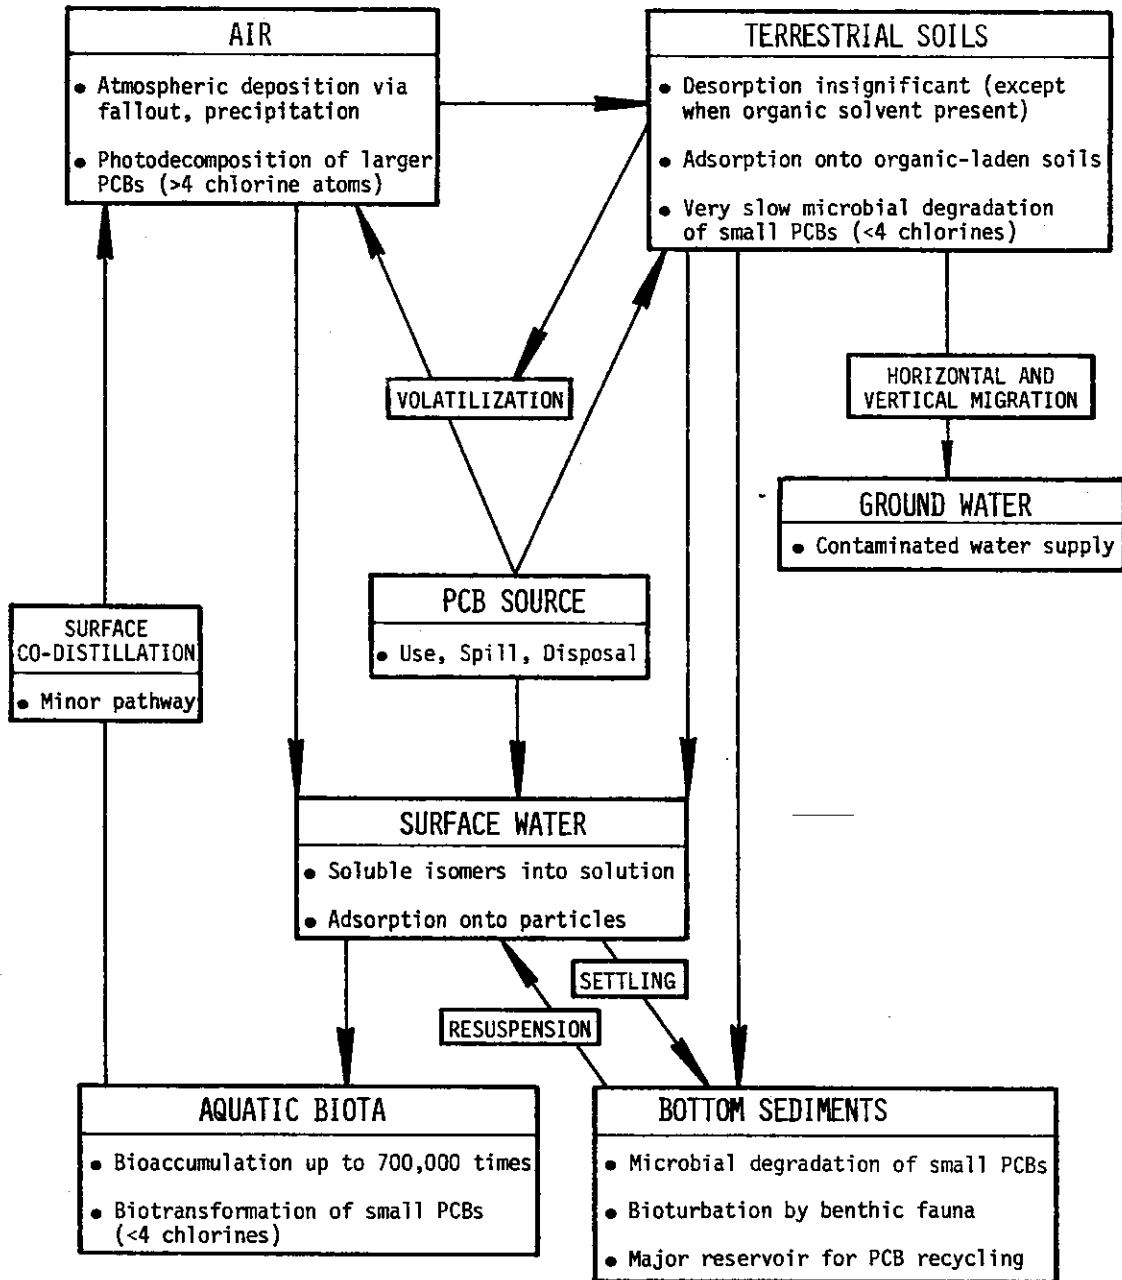 AIR
• Atmospheric deposition via
fallout, precipitation
• Photodecomposition of larger
PCBs (>4 chlorine atoms)
TERRESTRIAL SOILS
• Desorption insignificant (except
when organic solvent present)
• Adsorption onto organic-laden soils
• Very slow microbial degradation
of small PCBs (<4 chlorines)
VOLATILIZATION
HORIZONTAL AND
VERTICAL MIGRATION
GROUND WATER
• Contaminated water supply
PCB SOURCE
• Use, Spill, Disposal
SURFACE
CO-DISTILLATION
• Minor pathway
SURFACE WATER
• Soluble isomers into solution
• Adsorption onto particles
SETTLING
RESUSPENSION
AQUATIC BIOTA
• Bioaccumulation up to 700,000 times
• Biotransformation of small PCBs
(<4 chlorines)
BOTTOM SEDIMENTS
• Microbial degradation of small PCBs
• Bioturbation by benthic fauna
• Major reservoir for PCB recycling